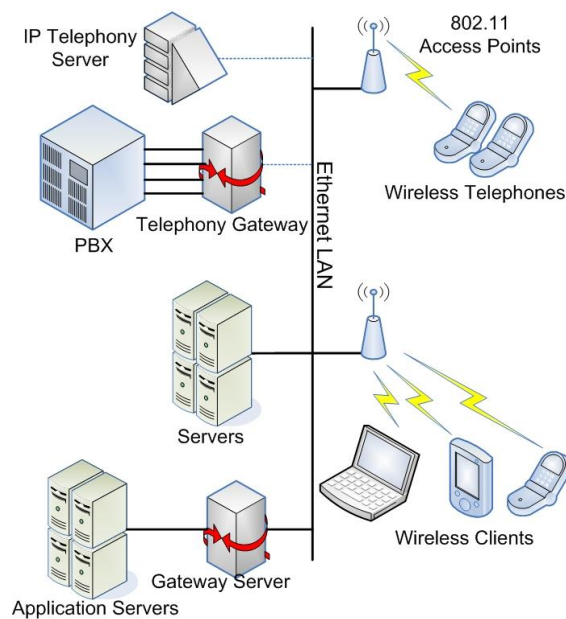 IP Telephony
Server
802.11
Access Points
Wireless Telephones
Telephony Gateway
PBX
Ethernet LAN
Servers
Wireless Clients
Gateway Server
Application Servers